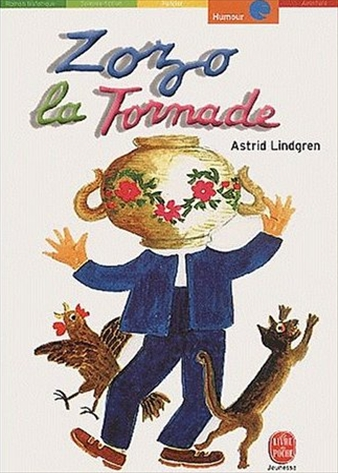 Humour
Zozo
la Tornade
Astrid Lindgren
LE LIVRE
DE POCHE
Jeunesse